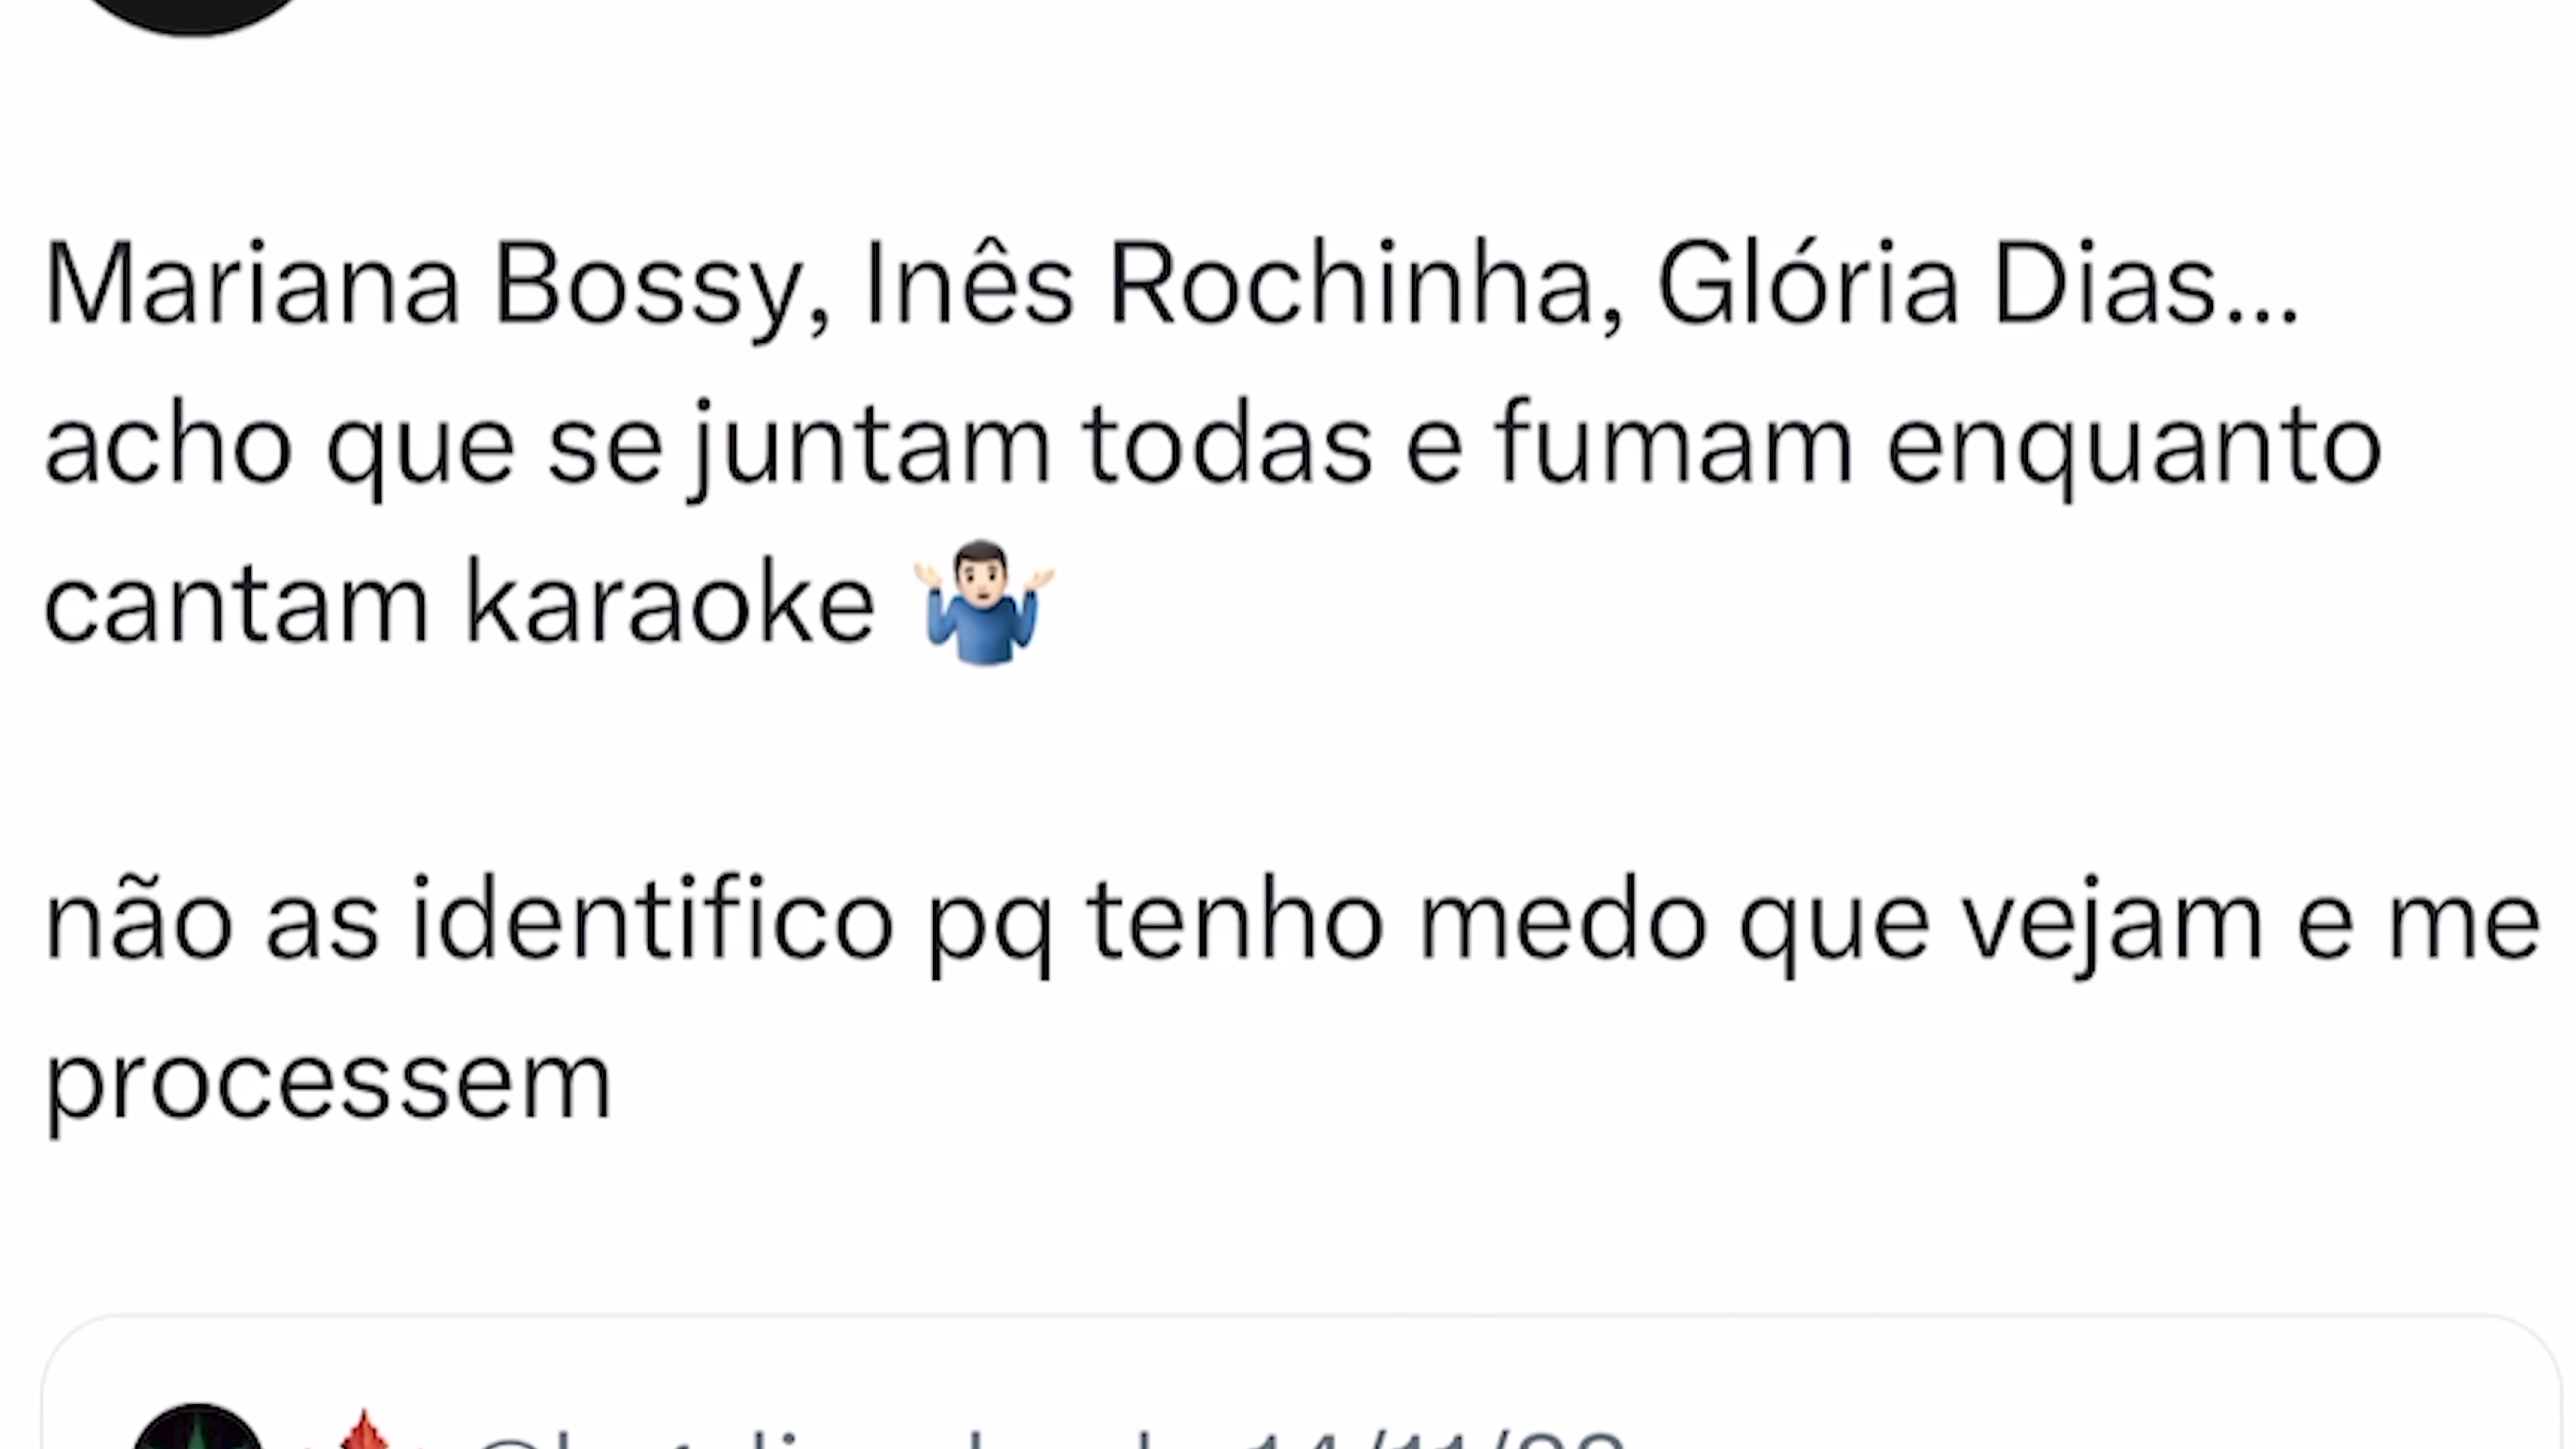 Mariana Bossy, Inês Rochinha, Glória Dias...
acho que se juntam todas e fumam enquanto
cantam karaoke 🤷🏻‍♂️
não as identifico pq tenho medo que vejam e me
processem